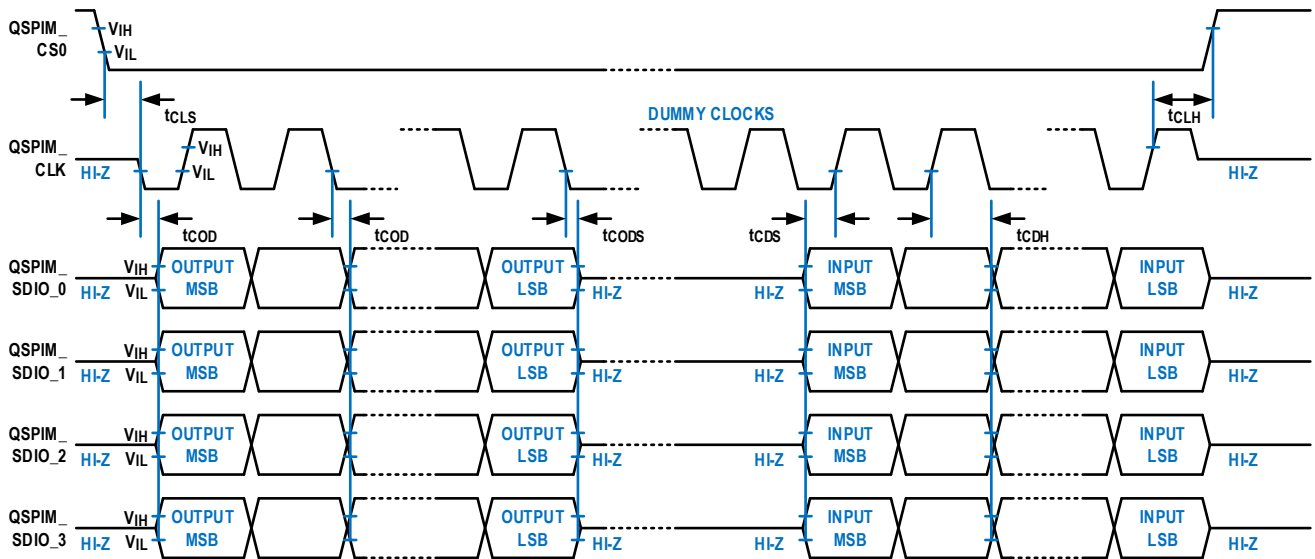 QSPIM_
CS0
VIH
VIL
tCLS
DUMMY CLOCKS
tCLH
QSPIM_
CLK
HI-Z
VIH
VIL
HI-Z
tCOD
tCOD
tCODS
tCDS
tCDH
QSPIM_
SDIO_0
HI-Z
VIH
VIL
OUTPUT
MSB
OUTPUT
LSB
HI-Z
HI-Z
INPUT
MSB
INPUT
LSB
HI-Z
QSPIM_
SDIO_1
HI-Z
VIH
VIL
OUTPUT
MSB
OUTPUT
LSB
HI-Z
HI-Z
INPUT
MSB
INPUT
LSB
HI-Z
QSPIM_
SDIO_2
HI-Z
VIH
VIL
OUTPUT
MSB
OUTPUT
LSB
HI-Z
HI-Z
INPUT
MSB
INPUT
LSB
HI-Z
QSPIM_
SDIO_3
HI-Z
VIH
VIL
OUTPUT
MSB
OUTPUT
LSB
HI-Z
HI-Z
INPUT
MSB
INPUT
LSB
HI-Z